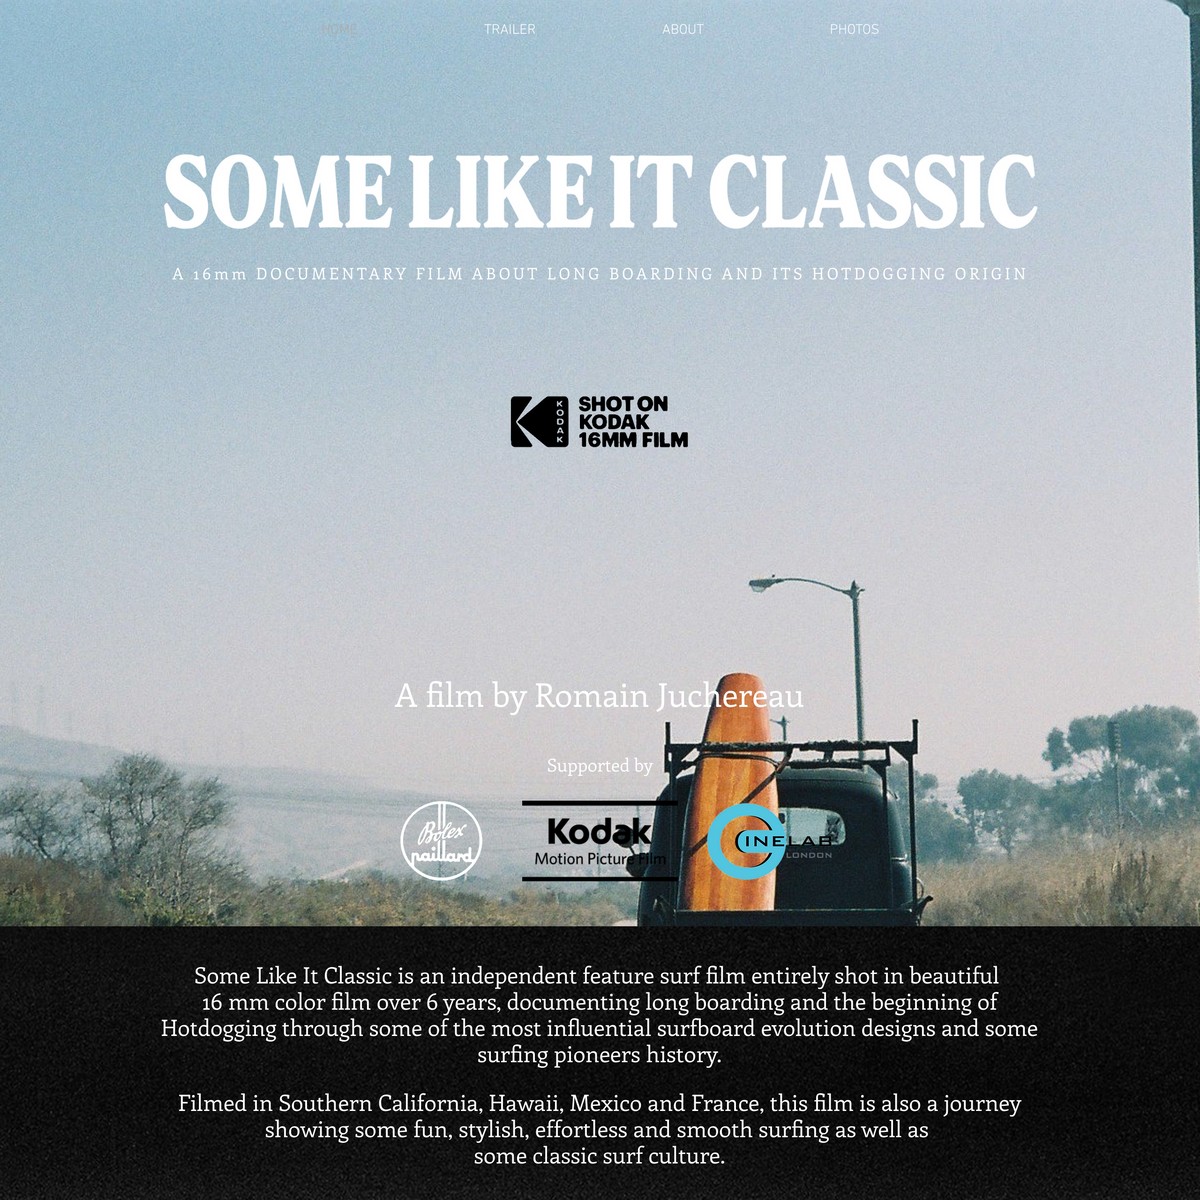 HOME
TRAILER
ABOUT
PHOTOS
SOME LIKE IT CLASSIC
A 16mm DOCUMENTARY FILM ABOUT LONG BOARDING AND ITS HOTDOGGING ORIGIN
KODAK
SHOT ON
KODAK
16MM FILM
A film by Romain Juchereau
Supported by
Bolex
paillard
Kodak
Motion Picture Film
CINELAB
LONDON
Some Like It Classic is an independent feature surf film entirely shot in beautiful
16 mm color film over 6 years, documenting long boarding and the beginning of
Hotdogging through some of the most influential surfboard evolution designs and some
surfing pioneers history.
Filmed in Southern California, Hawaii, Mexico and France, this film is also a journey
showing some fun, stylish, effortless and smooth surfing as well as
some classic surf culture.